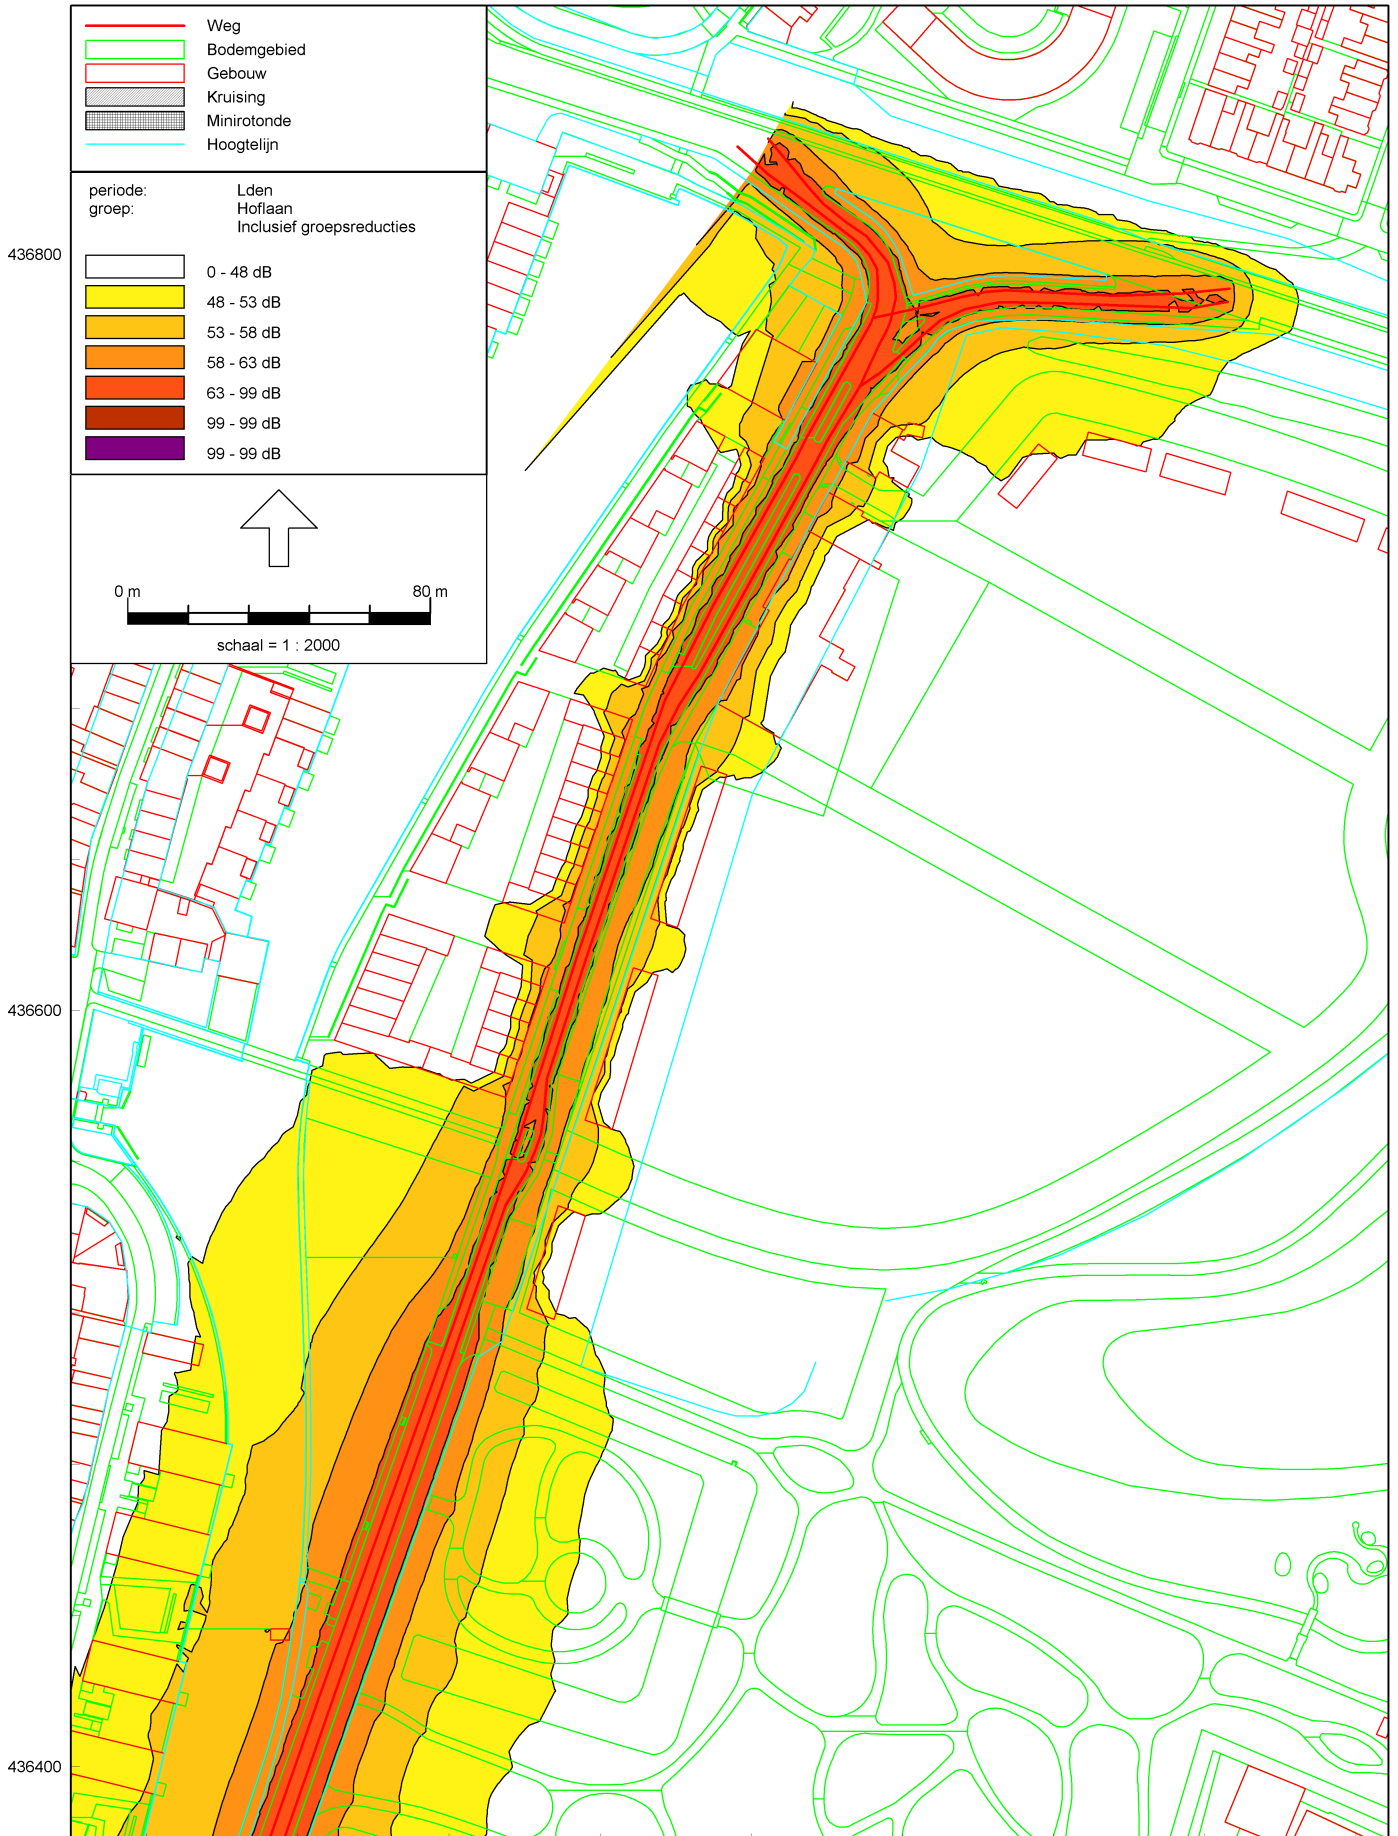 Weg
Bodemgebied
Gebouw
Kruising
Minirotonde
Hoogtelijn
periode: Lden
groep: Hoflaan
Inclusief groepsreducties
0 - 48 dB
48 - 53 dB
53 - 58 dB
58 - 63 dB
63 - 99 dB
99 - 99 dB
99 - 99 dB
0 m 80 m
schaal = 1 : 2000
436800
436600
436400